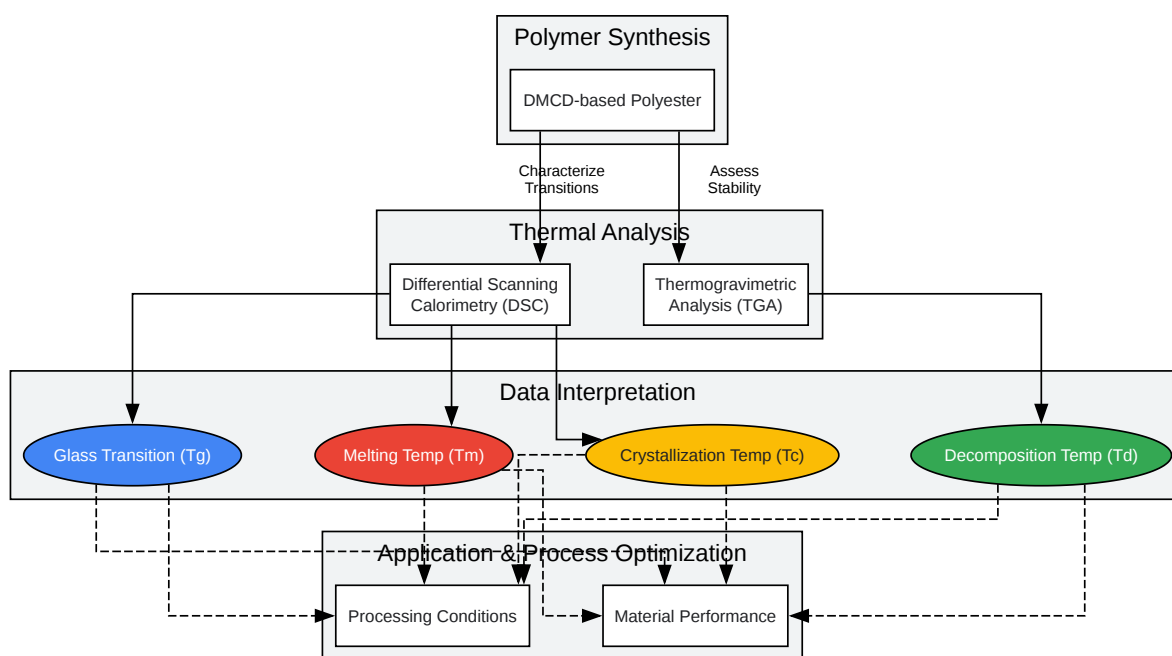 Polymer Synthesis
DMCD-based Polyester
Characterize
Transitions
Assess
Stability
Thermal Analysis
Differential Scanning
Calorimetry (DSC)
Thermogravimetric
Analysis (TGA)
Data Interpretation
Glass Transition (Tg)
Melting Temp (Tm)
Crystallization Temp (Tc)
Decomposition Temp (Td)
Application & Process Optimization
Processing Conditions
Material Performance